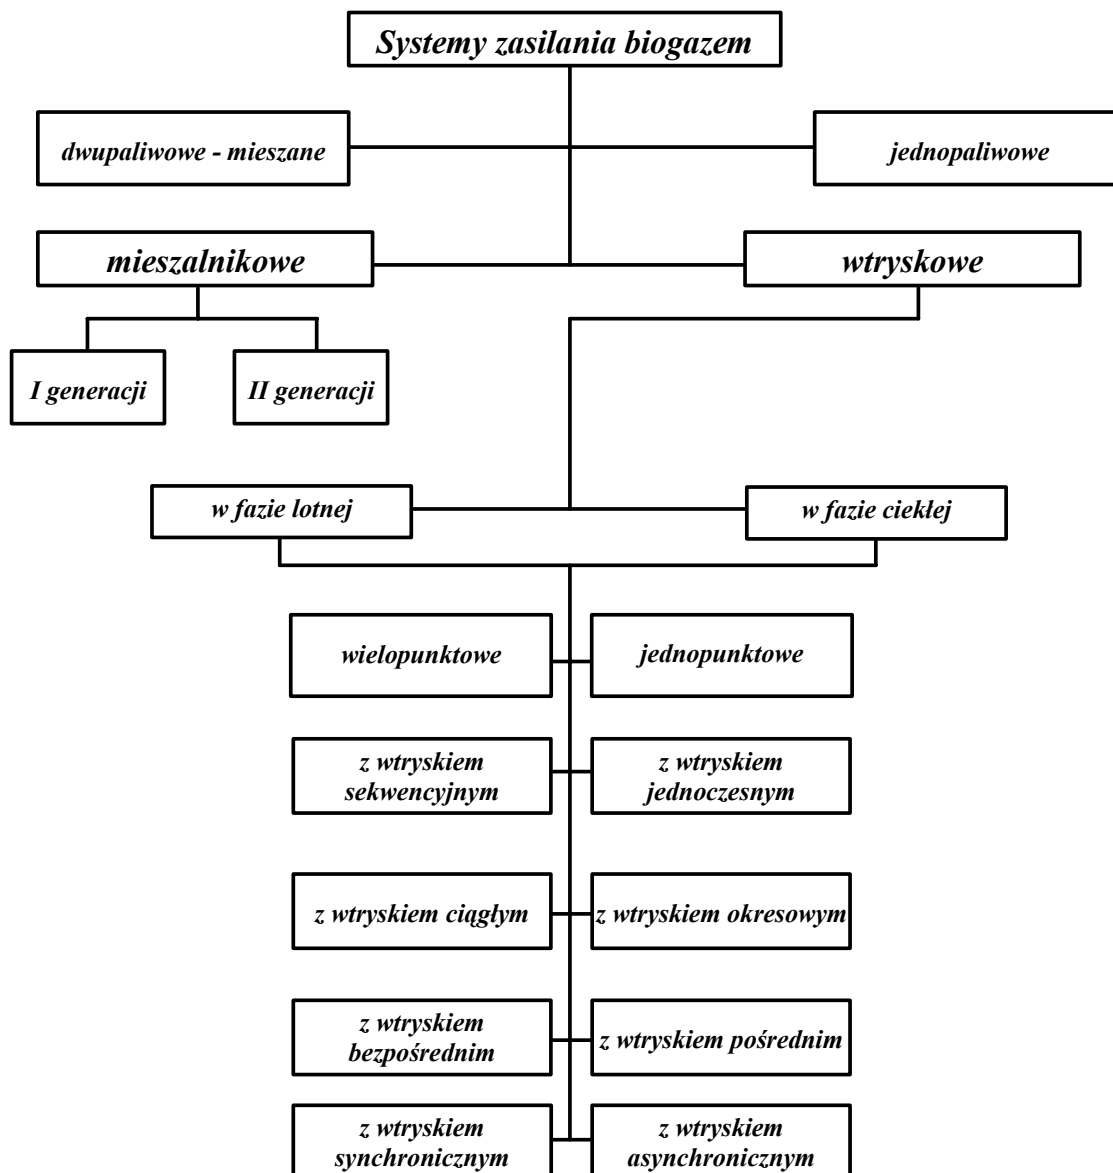 Systemy zasilania biogazem
dwupaliwowe - mieszane
jednopaliwowe
mieszalnikowe
wtryskowe
I generacji
II generacji
w fazie lotnej
w fazie ciekłej
wielopunktowe
jednopunktowe
z wtryskiem
sekwencyjnym
z wtryskiem
jednoczesnym
z wtryskiem ciągłym
z wtryskiem okresowym
z wtryskiem
bezpośrednim
z wtryskiem pośrednim
z wtryskiem
synchronicznym
z wtryskiem
asynchronicznym